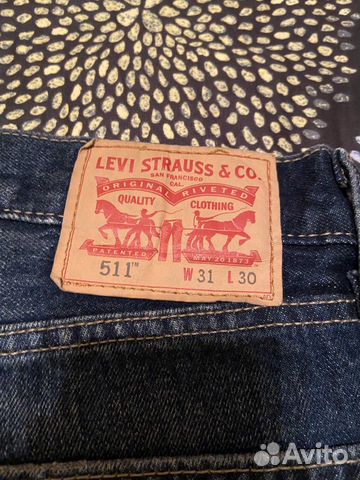 LEVI STRAUSS & CO.
SAN FRANCISCO
CAL.
ORIGINAL RIVETED
QUALITY CLOTHING
PATENTED MAY 20 1873
511™ W 31 L 30
Avito